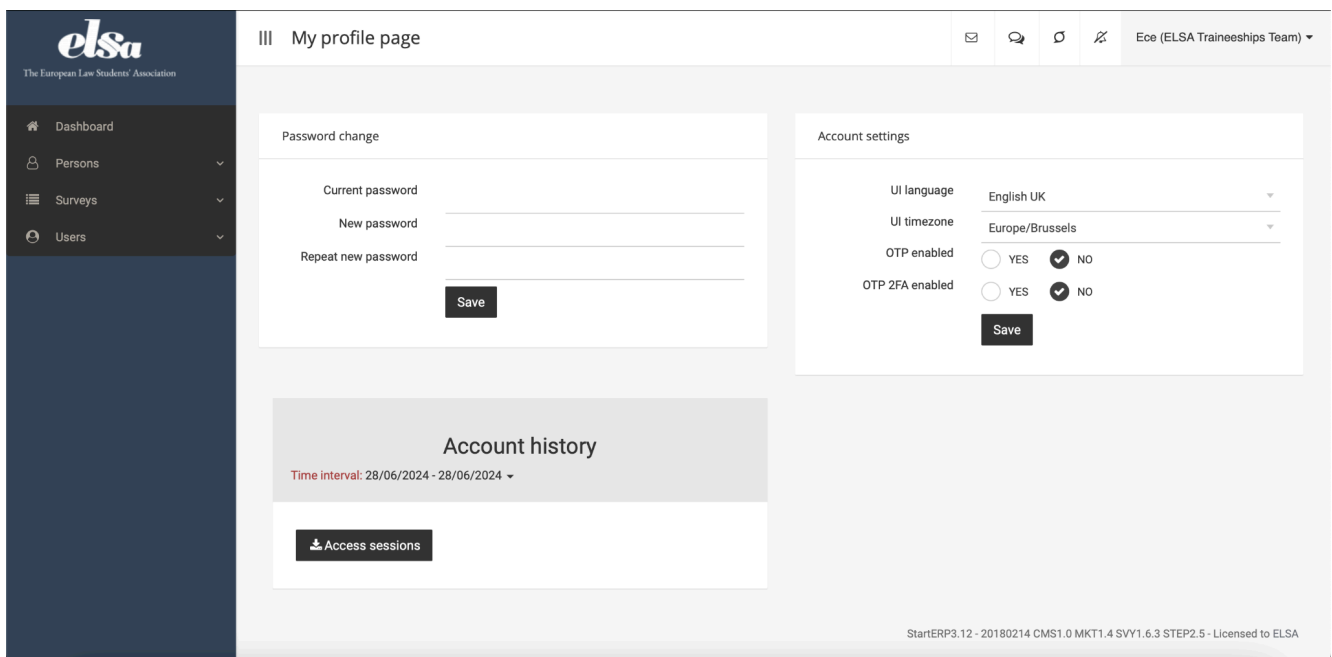 elsa
The European Law Students' Association
My profile page
Ece (ELSA Traineeships Team)
Dashboard
Persons
Surveys
Users
Password change
Current password
New password
Repeat new password
Save
Account settings
UI language English UK
UI timezone Europe/Brussels
OTP enabled YES NO
OTP 2FA enabled YES NO
Save
Account history
Time interval: 28/06/2024 - 28/06/2024
Access sessions
StartERP3.12 - 20180214 CMS1.0 MKT1.4 SVY1.6.3 STEP2.5 - Licensed to ELSA